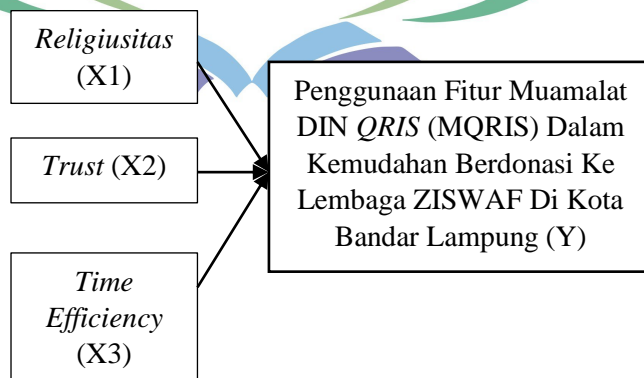 Religiusitas
(X1)
Trust (X2)
Time
Efficiency
(X3)
Penggunaan Fitur Muamalat
DIN QRIS (MQRIS) Dalam
Kemudahan Berdonasi Ke
Lembaga ZISWAF Di Kota
Bandar Lampung (Y)